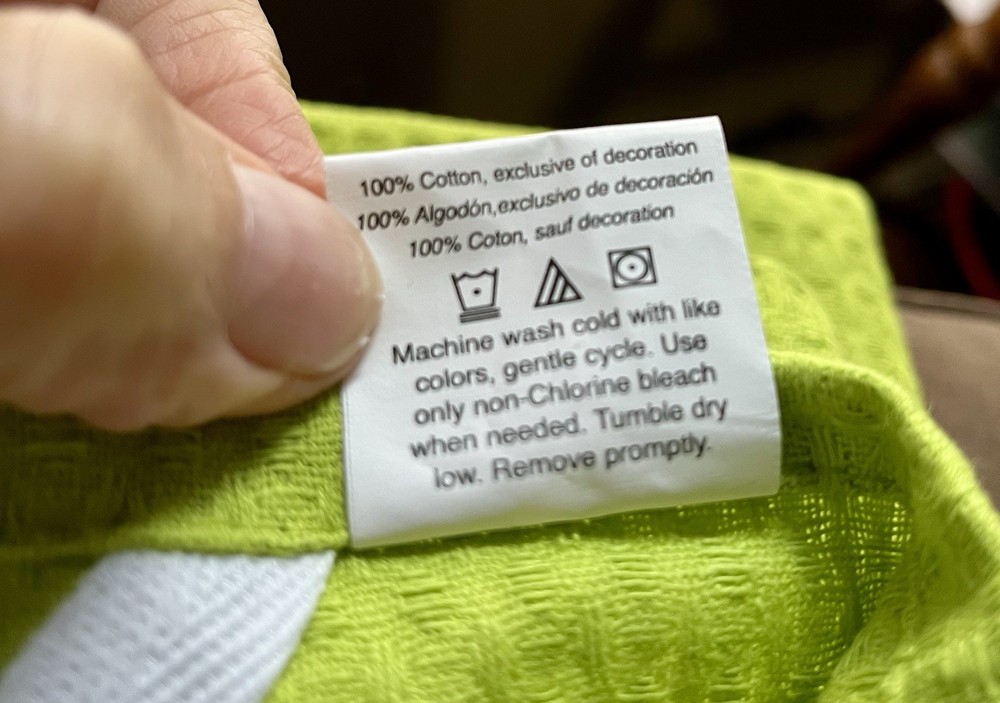 100% Cotton, exclusive of decoration
100% Algodón,exclusivo de decoración
100% Coton, sauf decoration
Machine wash cold with like
colors, gentle cycle. Use
only non-Chlorine bleach
when needed. Tumble dry
low. Remove promptly.